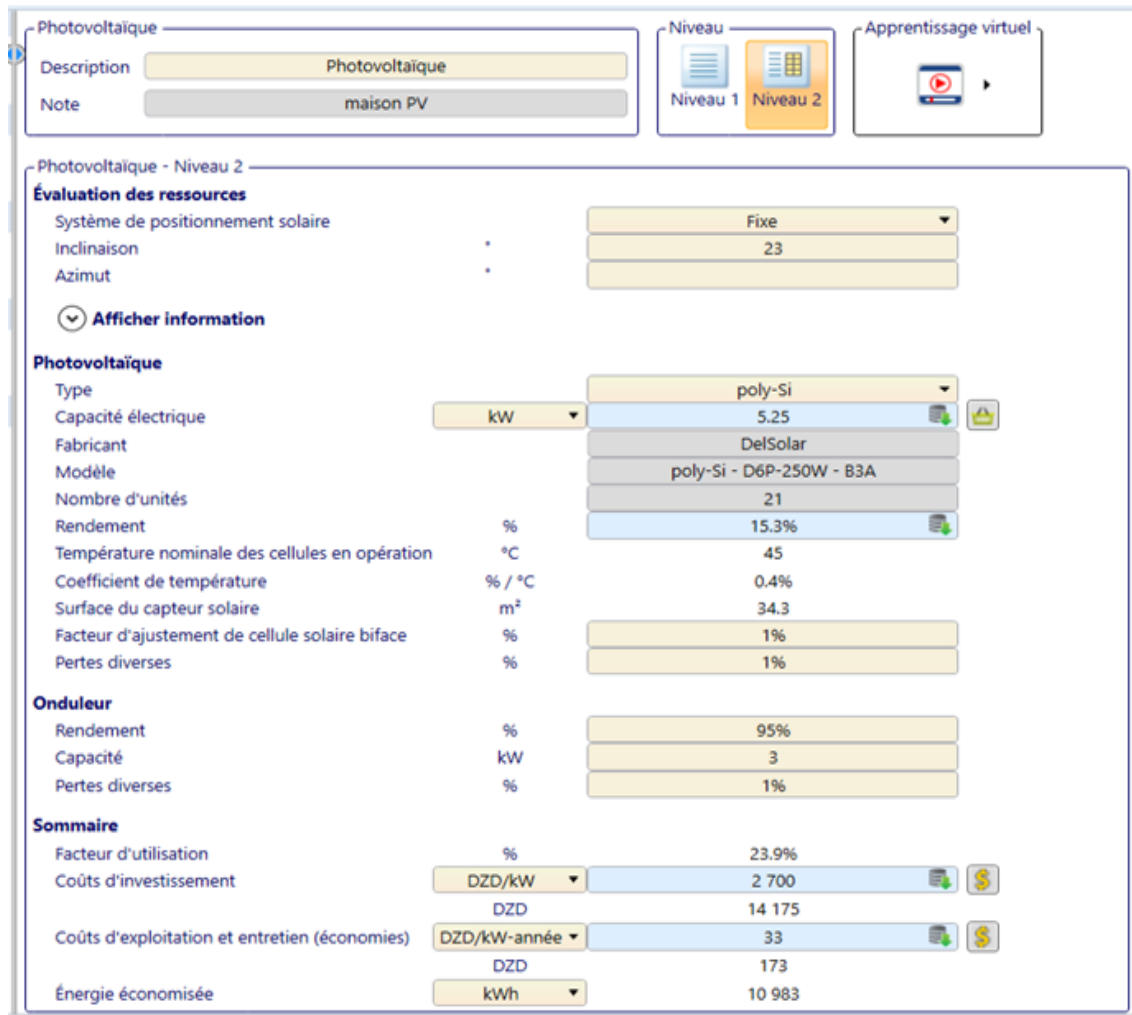 Photovoltaïque
Niveau
Apprentissage virtuel
Description Photovoltaïque
Note maison PV
Niveau 1 Niveau 2
Photovoltaïque - Niveau 2
Évaluation des ressources
Système de positionnement solaire Fixe
Inclinaison ° 23
Azimut °
Afficher information
Photovoltaïque
Type poly-Si
Capacité électrique kW 5.25
Fabricant DelSolar
Modèle poly-Si - D6P-250W - B3A
Nombre d'unités 21
Rendement % 15.3%
Température nominale des cellules en opération °C 45
Coefficient de température % / °C 0.4%
Surface du capteur solaire m² 34.3
Facteur d'ajustement de cellule solaire biface % 1%
Pertes diverses % 1%
Onduleur
Rendement % 95%
Capacité kW 3
Pertes diverses % 1%
Sommaire
Facteur d'utilisation % 23.9%
Coûts d'investissement DZD/kW 2 700 $
DZD 14 175
Coûts d'exploitation et entretien (économies) DZD/kW-année 33 $
DZD 173
Énergie économisée kWh 10 983